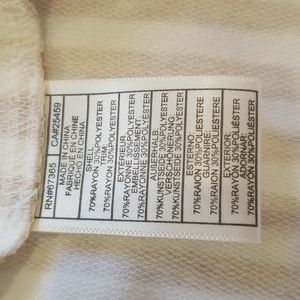 RN#67365 CA#25459
MADE IN CHINA
FABRIQUÉ EN CHINE
HECHO EN CHINA
SHELL:
70%RAYON 30%POLYESTER
TRIM:
70%RAYON 30%POLYESTER
EXTÉRIEUR:
70%RAYONNE 30%POLYESTER
EMBELLISSEMENT:
70%RAYONNE 30%POLYESTER
AUßEN:
70%KUNSTSEIDE 30%POLYESTER
VERSCHÖNERUNG:
70%KUNSTSEIDE 30%POLYESTER
ESTERNO:
70%RAION 30%POLIESTERE
GUARNIRE:
70%RAION 30%POLIESTERE
EXTERIOR:
70%RAYÓN 30%POLIÉSTER
ADORNAR:
70%RAYÓN 30%POLIÉSTER